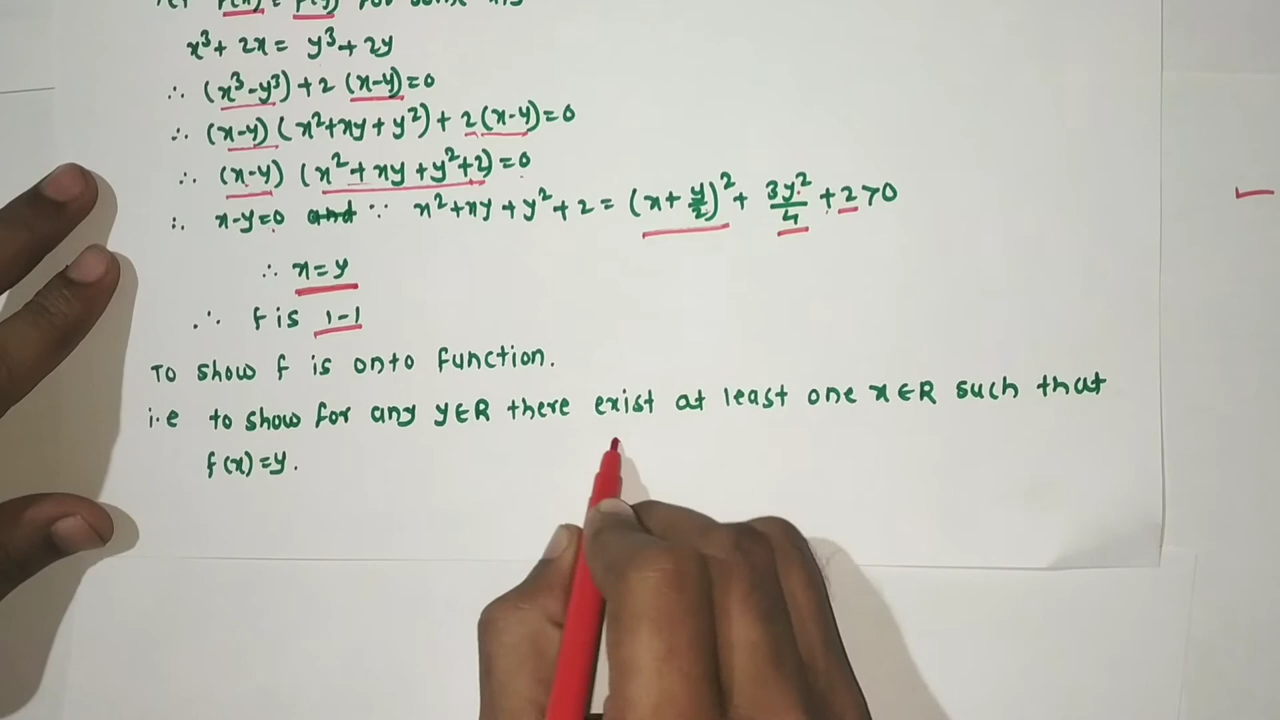 x³+2x = y³+2y
∴ (x³-y³)+2 (x-y)=0
∴ (x-y) (x²+xy+y²)+ 2(x-y)=0
∴ (x-y) (x²+xy+y²+2)=0
∴ x-y=0 and ∵ x²+xy+y²+2 = (x+y/2)² + 3y²/4 +2>0
∴ x=y
∴ f is 1-1
To show f is onto function.
i.e to show for any y∈R there exist at least one x∈R such that
f(x)=y.